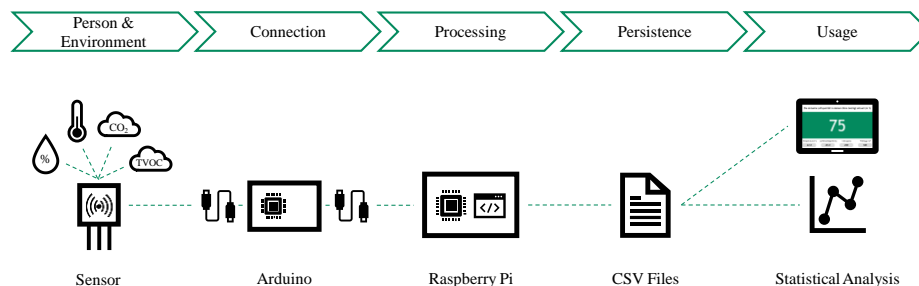 Person &
Environment
Connection
Processing
Persistence
Usage
CO2
%
TVOC
75
</>
Sensor
Arduino
Raspberry Pi
CSV Files
Statistical Analysis